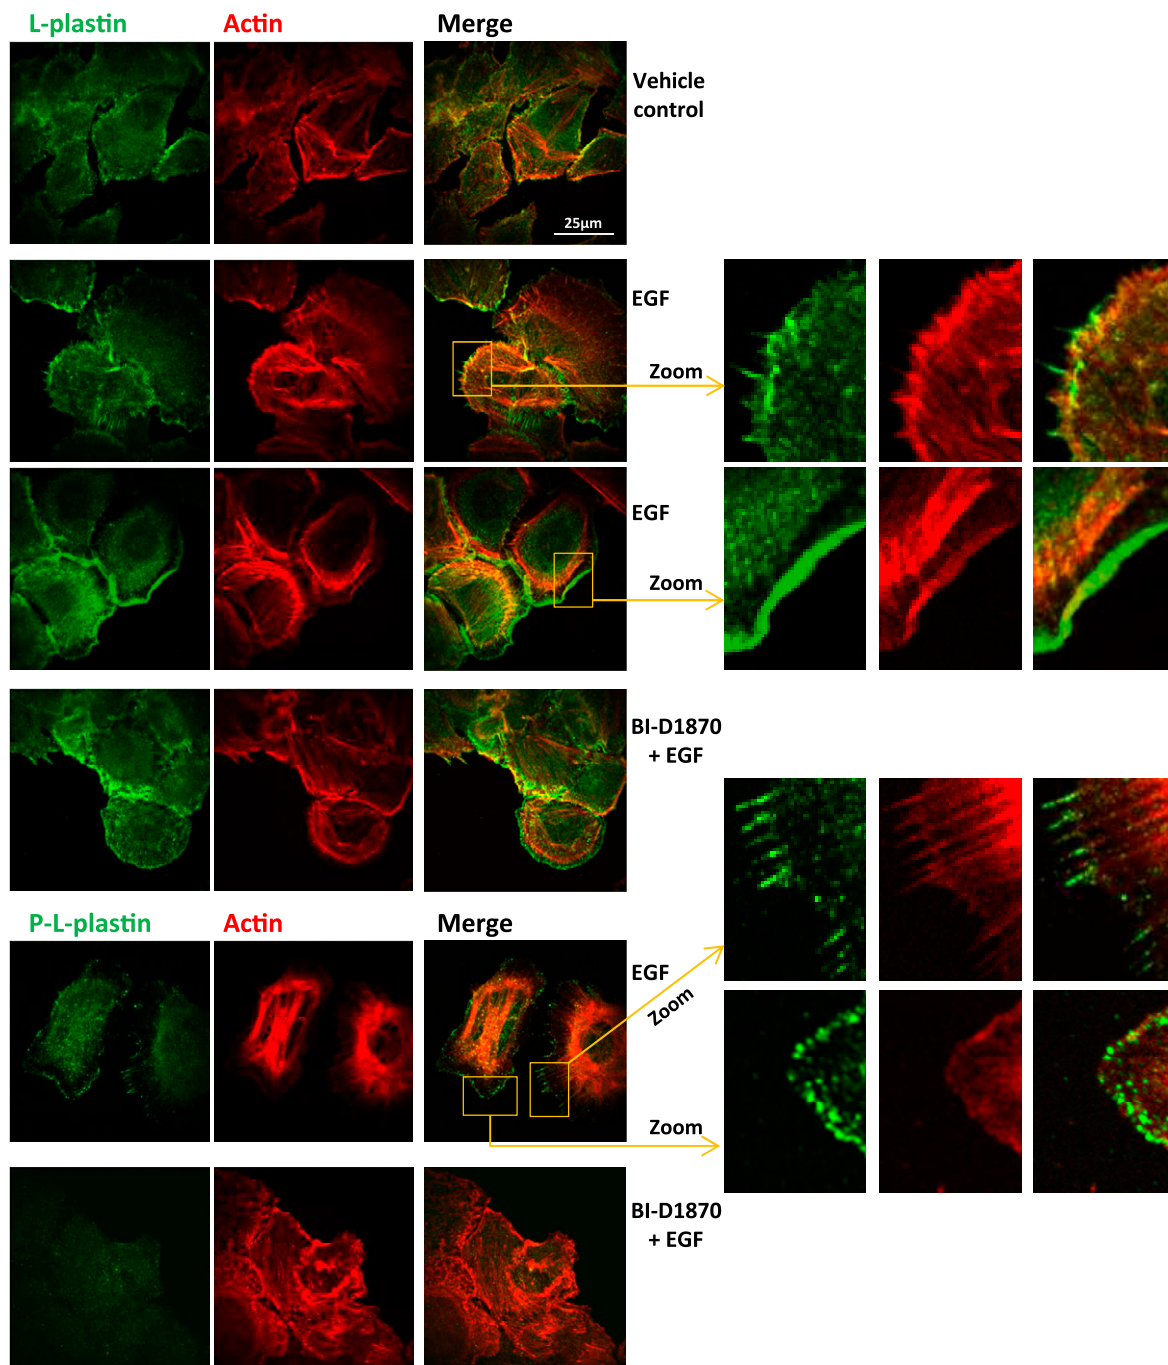 L-plastin Actin Merge
Vehicle
control
25µm
EGF
Zoom
EGF
Zoom
BI-D1870
+ EGF
P-L-plastin Actin Merge
EGF
Zoom
Zoom
BI-D1870
+ EGF